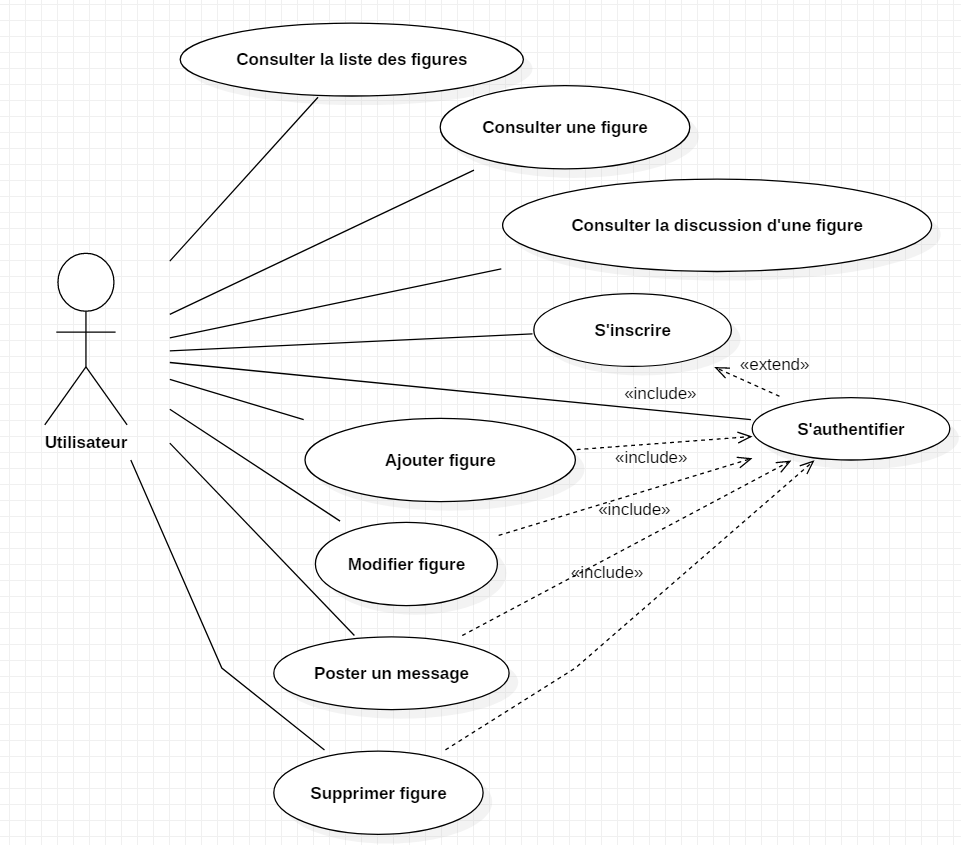 Consulter la liste des figures
Consulter une figure
Consulter la discussion d'une figure
S'inscrire
«extend»
«include»
S'authentifier
Utilisateur
Ajouter figure
«include»
«include»
Modifier figure
«include»
Poster un message
Supprimer figure